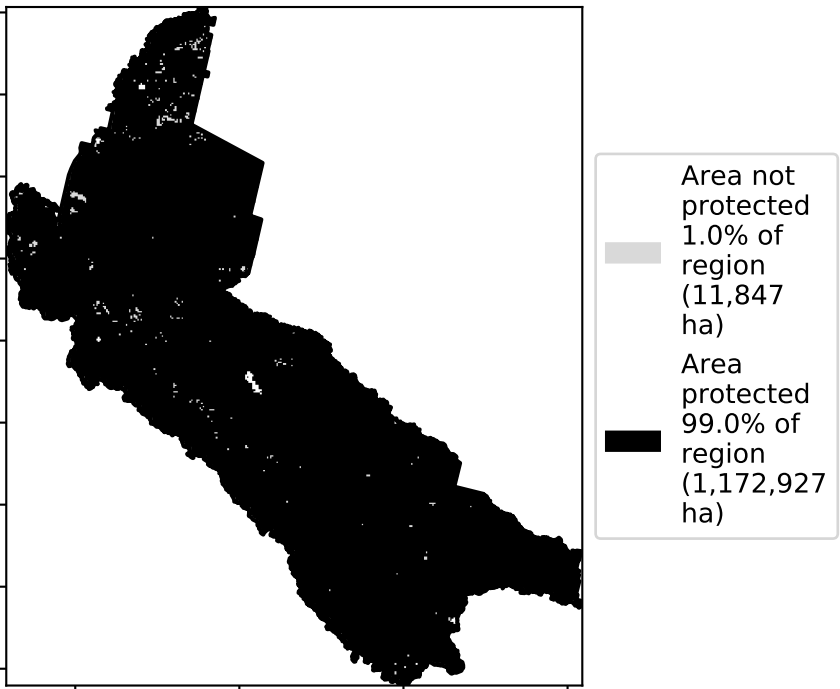 Area not
protected
1.0% of
region
(11,847
ha)
Area
protected
99.0% of
region
(1,172,927
ha)